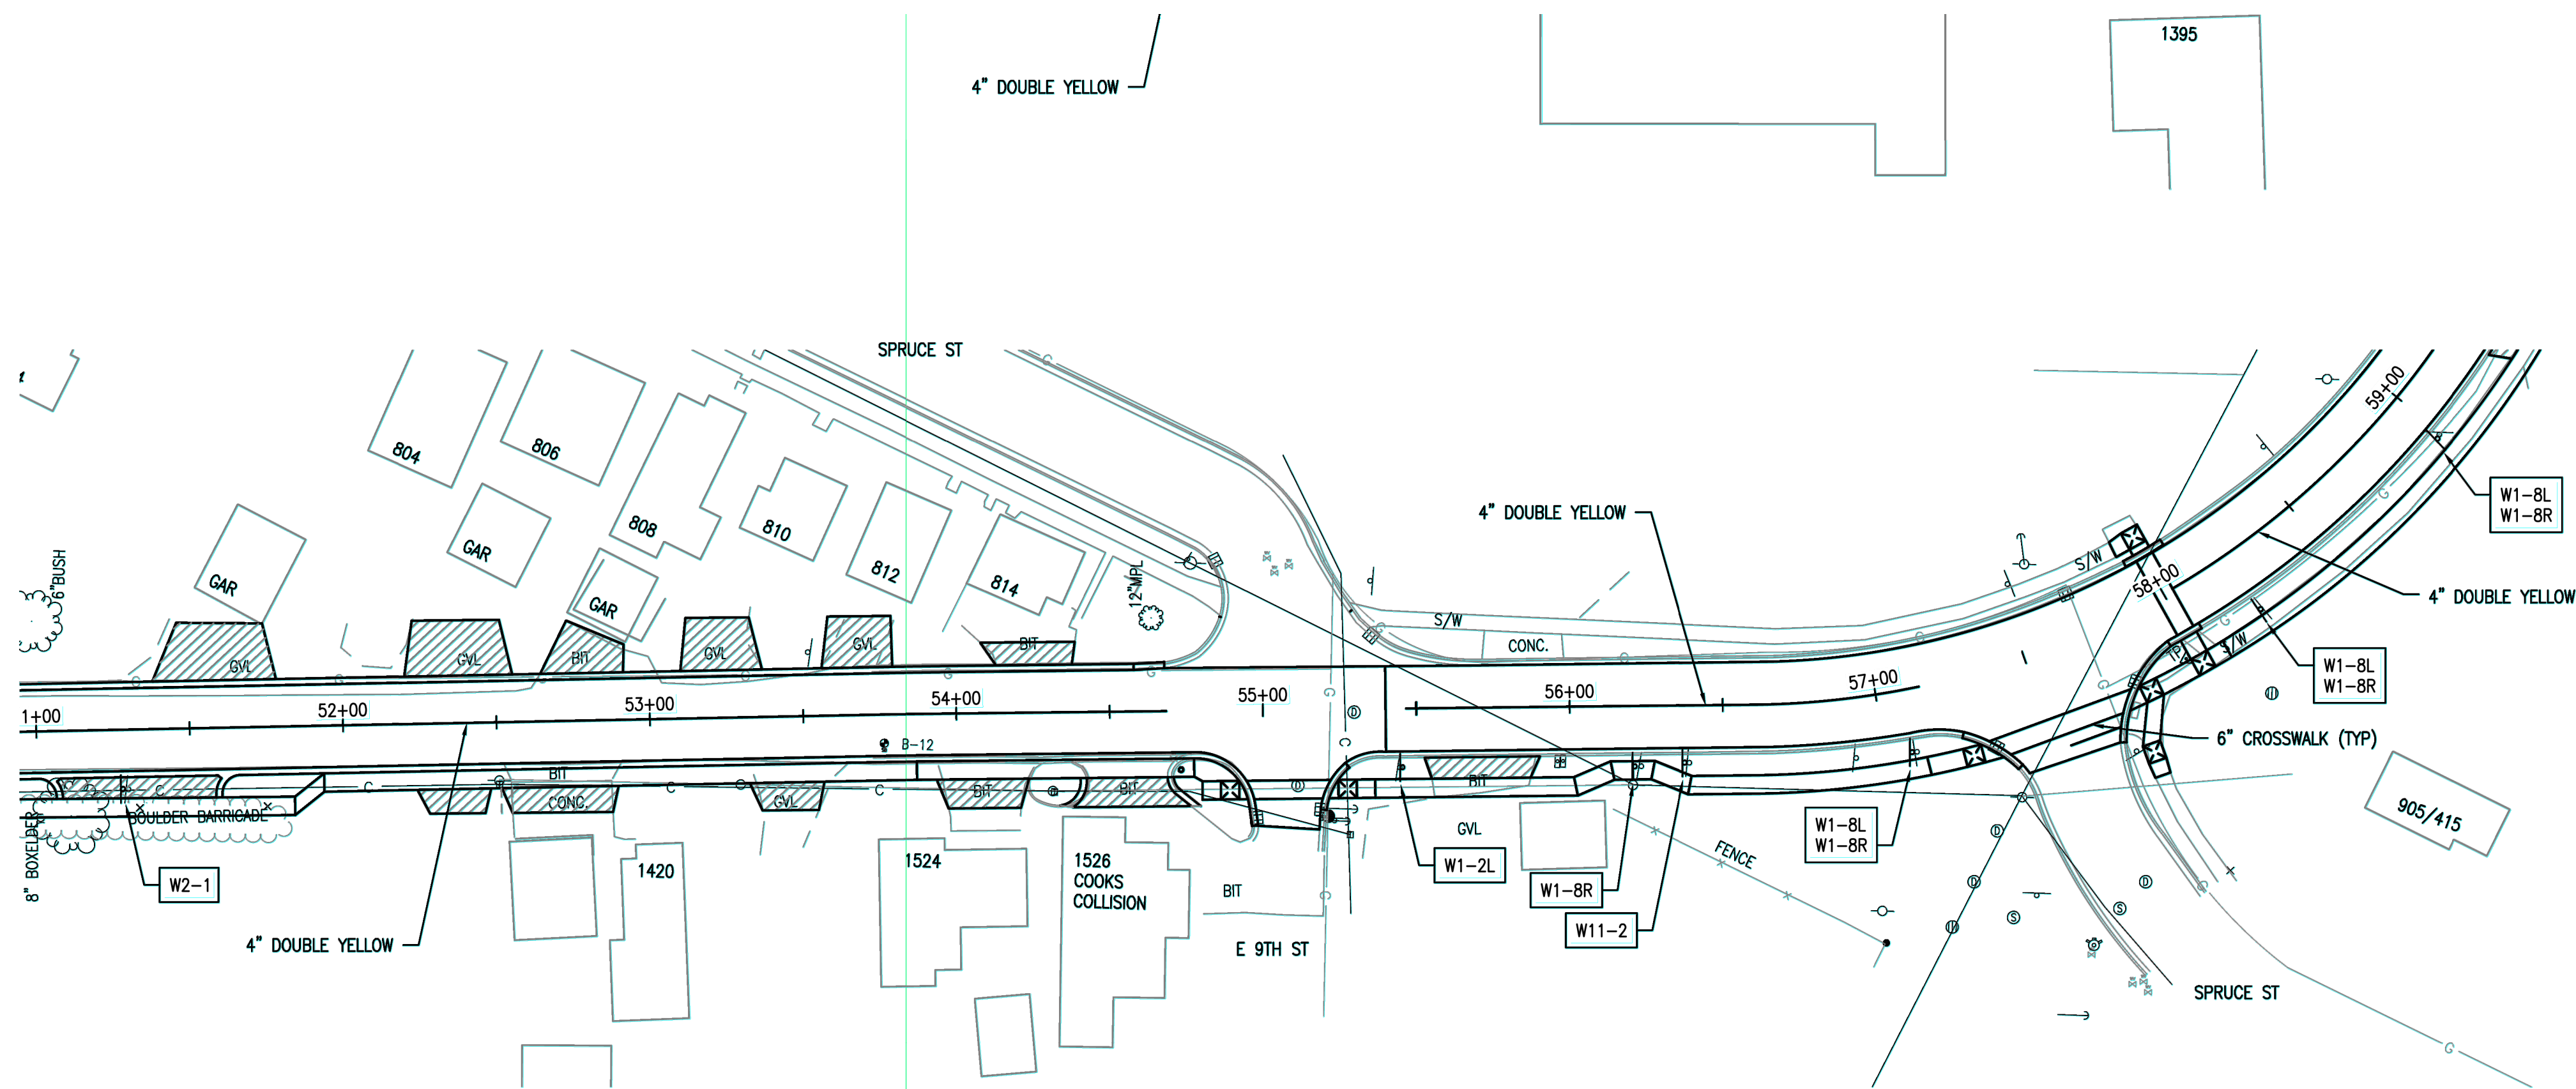 1395
4" DOUBLE YELLOW
SPRUCE ST
59+00
804
806
808
810
812
814
GAR
GAR
GAR
6"BUSH
12"MPL
4" DOUBLE YELLOW
W1-8L
W1-8R
S/W
58+00
4" DOUBLE YELLOW
S/W
CONC.
S/W
GVL
GVL
BIT
GVL
GVL
BIT
W1-8L
W1-8R
1+00
52+00
53+00
54+00
55+00
56+00
57+00
B-12
6" CROSSWALK (TYP)
BIT
CONC.
GVL
BIT
BIT
BIT
BOULDER BARRICADE
8" BOXELDER
GVL
FENCE
W1-8L
W1-8R
905/415
W2-1
1420
1524
1526
COOKS
COLLISION
BIT
W1-2L
W1-8R
W11-2
4" DOUBLE YELLOW
E 9TH ST
SPRUCE ST